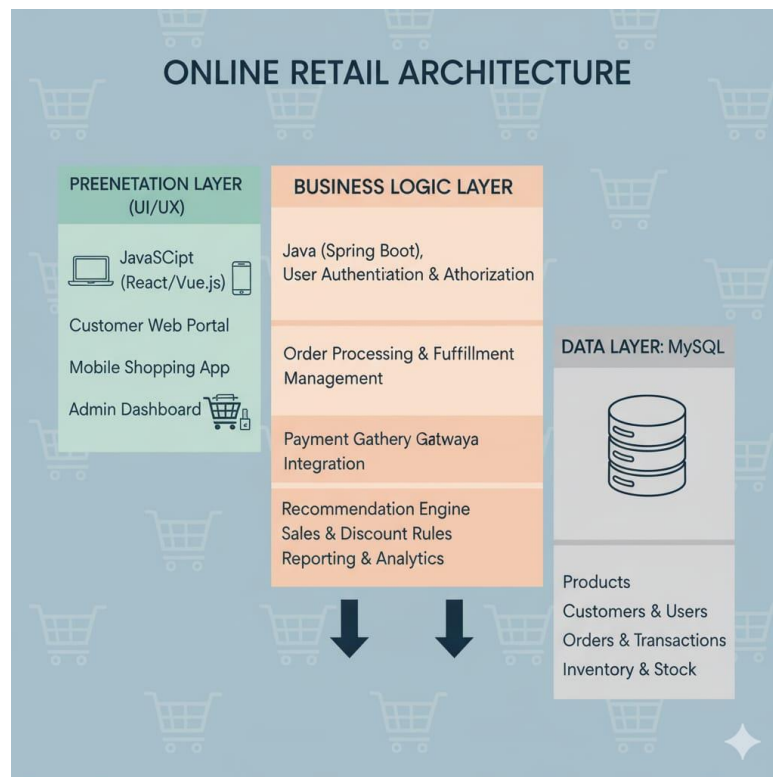 ONLINE RETAIL ARCHITECTURE
PREENETATION LAYER
(UI/UX)
JavaSCipt
(React/Vue.js)
Customer Web Portal
Mobile Shopping App
Admin Dashboard
BUSINESS LOGIC LAYER
Java (Spring Boot),
User Authentiation & Athorization
Order Processing & Fuffillment
Management
Payment Gathery Gatwaya
Integration
Recommendation Engine
Sales & Discount Rules
Reporting & Analytics
DATA LAYER: MySQL
Products
Customers & Users
Orders & Transactions
Inventory & Stock